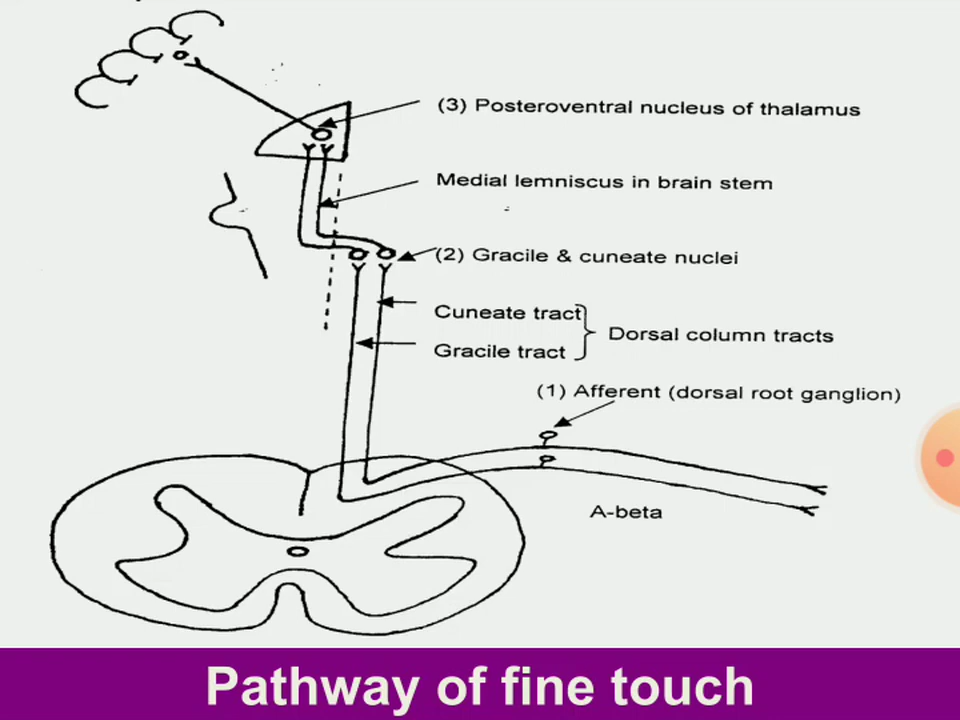 (3) Posteroventral nucleus of thalamus
Medial lemniscus in brain stem
(2) Gracile & cuneate nuclei
Cuneate tract
Dorsal column tracts
Gracile tract
(1) Afferent (dorsal root ganglion)
A-beta
Pathway of fine touch